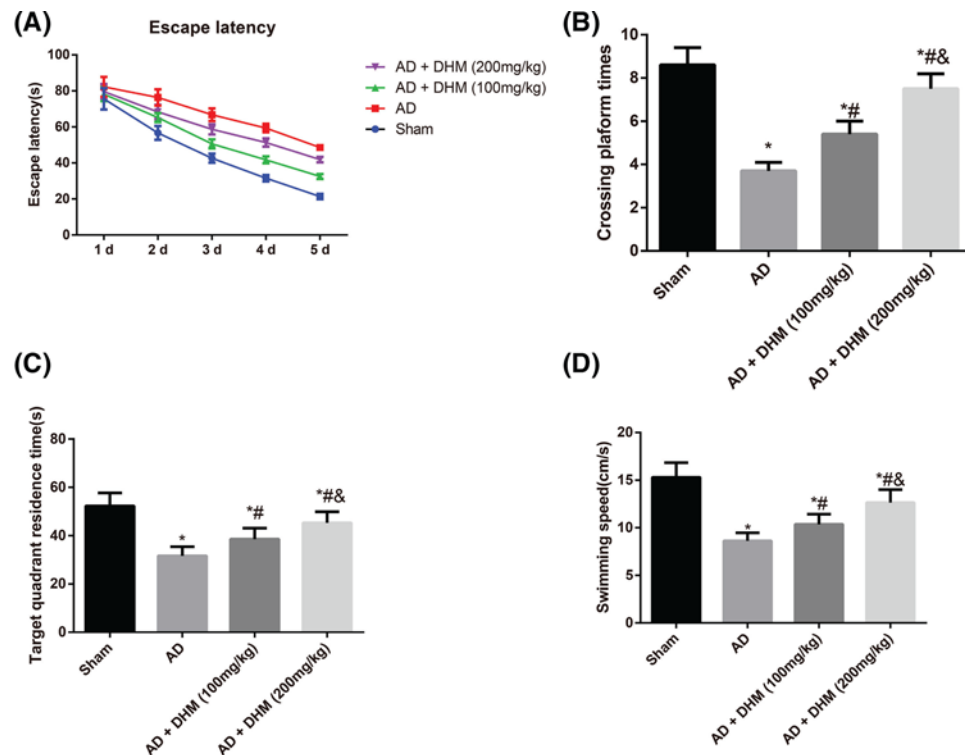 (A)
Escape latency
Escape latency(s)
100
80
60
40
20
0
1 d 2 d 3 d 4 d 5 d
AD + DHM (200mg/kg)
AD + DHM (100mg/kg)
AD
Sham
(B)
Crossing plaform times
10
8
6
4
2
0
*
*#
*#&
Sham
AD
AD + DHM (100mg/kg)
AD + DHM (200mg/kg)
(C)
Target quadrant residence time(s)
80
60
40
20
0
*
*#
*#&
Sham
AD
AD + DHM (100mg/kg)
AD + DHM (200mg/kg)
(D)
Swimming speed(cm/s)
20
15
10
5
0
*
*#
*#&
Sham
AD
AD + DHM (100mg/kg)
AD + DHM (200mg/kg)